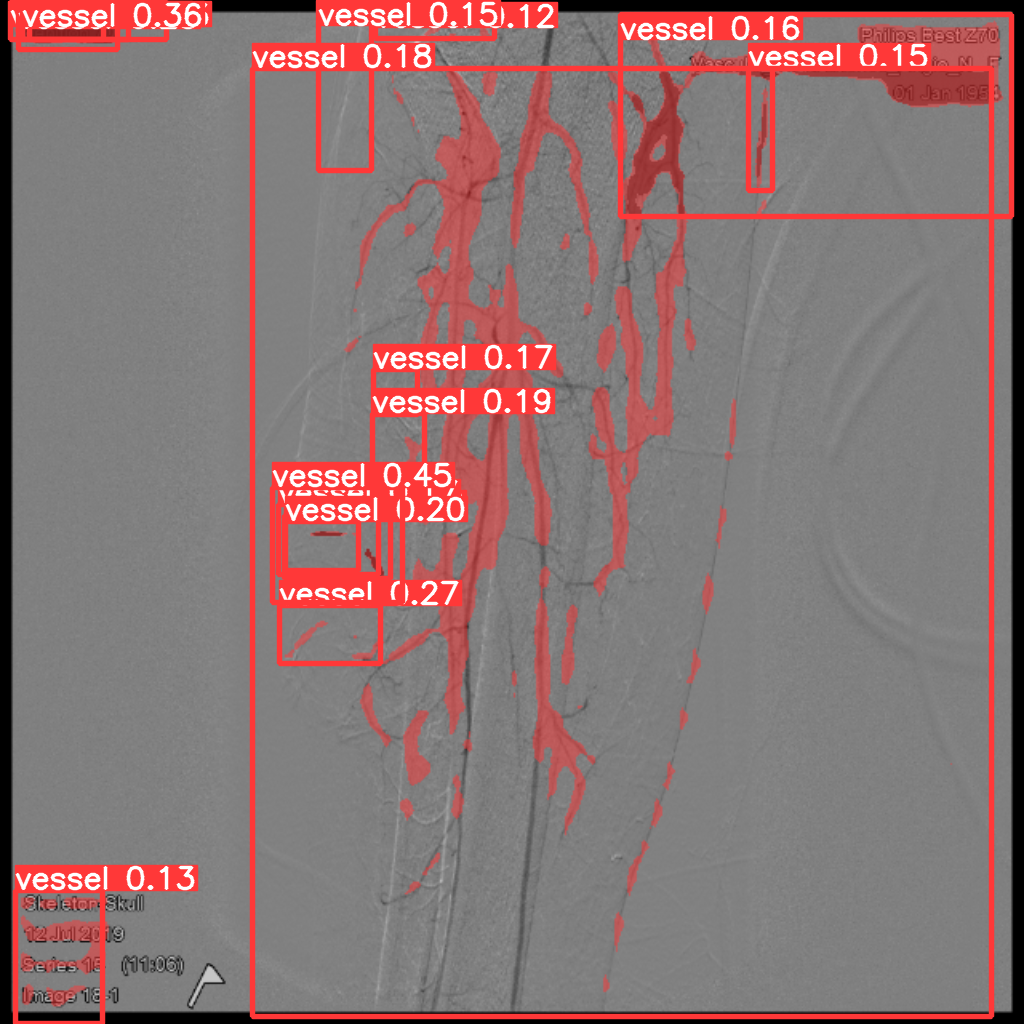 vessel 0.36
vessel 0.15
0.12
vessel 0.16
Philips Best Z70
vessel 0.18
vessel 0.15
01 Jan 1954
vessel 0.17
vessel 0.19
vessel 0.45
vessel 0.20
vessel 0.27
vessel 0.13
Skeleton Skull
12 Jul 2019
Series 15 (11:06)
Image 18-1